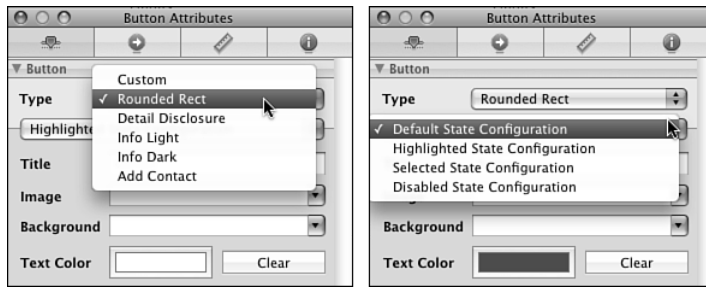 Button Attributes
Button
Type
Custom
✓ Rounded Rect
Detail Disclosure
Info Light
Info Dark
Add Contact
Highlighte
Title
Image
Background
Text Color
Clear
Button Attributes
Button
Type
Rounded Rect
✓ Default State Configuration
Highlighted State Configuration
Selected State Configuration
Disabled State Configuration
Background
Text Color
Clear